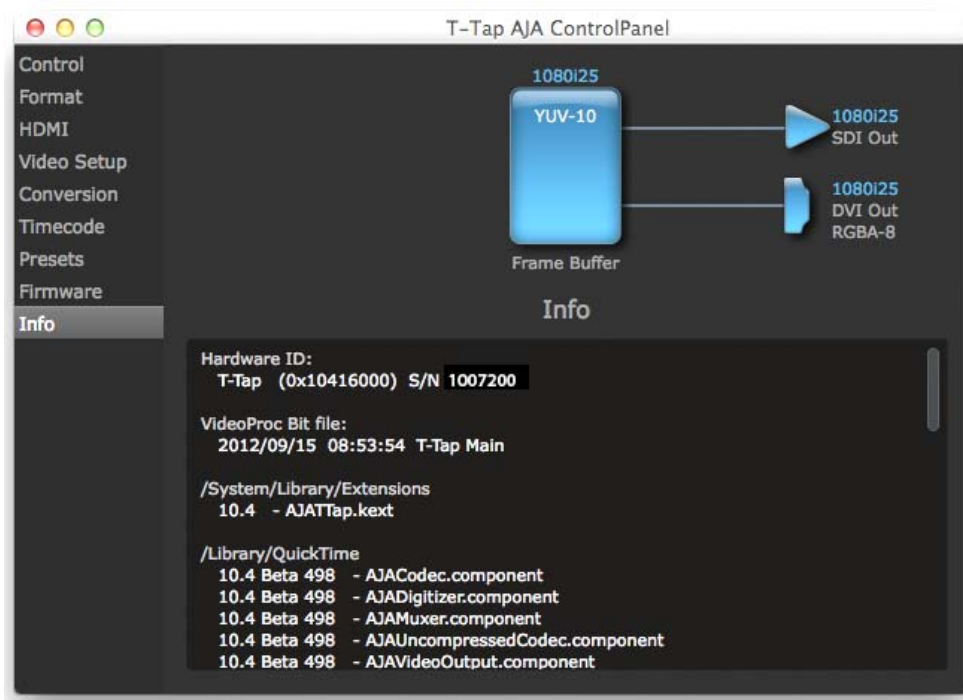 T-Tap AJA ControlPanel
Control
Format
HDMI
Video Setup
Conversion
Timecode
Presets
Firmware
Info
1080i25
YUV-10
Frame Buffer
1080i25
SDI Out
1080i25
DVI Out
RGBA-8
Info
Hardware ID:
T-Tap (0x10416000) S/N 1007200
VideoProc Bit file:
2012/09/15 08:53:54 T-Tap Main
/System/Library/Extensions
10.4 - AJATTap.kext
/Library/QuickTime
10.4 Beta 498 - AJACodec.component
10.4 Beta 498 - AJADigitizer.component
10.4 Beta 498 - AJAMuxer.component
10.4 Beta 498 - AJAUncompressedCodec.component
10.4 Beta 498 - AJAVideoOutput.component